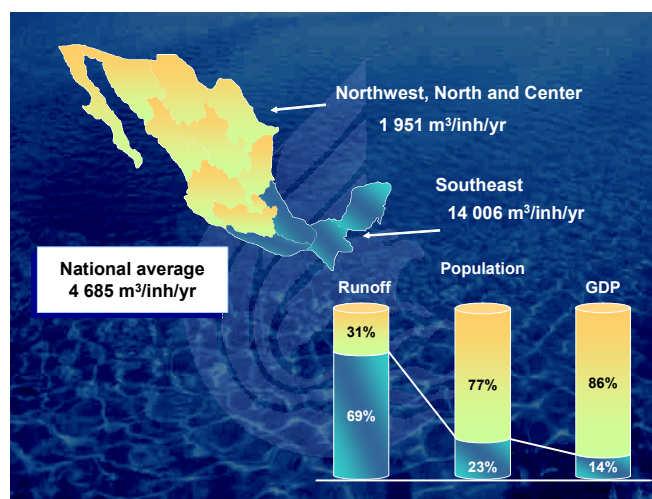 Northwest, North and Center
1 951 m³/inh/yr
Southeast
14 006 m³/inh/yr
National average
4 685 m³/inh/yr
Population
Runoff
GDP
31%
77%
86%
69%
23%
14%